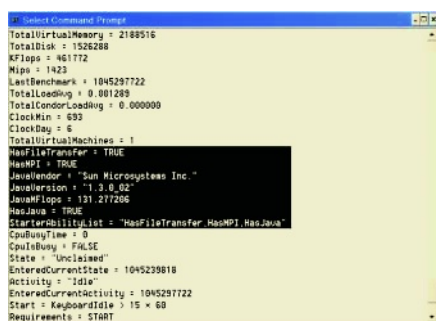 Select Command Prompt
TotalVirtualMemory = 2188516
TotalDisk = 1526288
KFlops = 461772
Mips = 1423
LastBenchmark = 1045297722
TotalLoadAvg = 0.001289
TotalCondorLoadAvg = 0.000000
ClockMin = 693
ClockDay = 6
TotalVirtualMachines = 1
HasFileTransfer = TRUE
HasMPI = TRUE
JavaVendor = "Sun Microsystems Inc."
JavaVersion = "1.3.0_02"
JavaMFlops = 131.277206
HasJava = TRUE
StarterAbilityList = "HasFileTransfer,HasMPI,HasJava"
CpuBusyTime = 0
CpuIsBusy = FALSE
State = "Unclaimed"
EnteredCurrentState = 1045239818
Activity = "Idle"
EnteredCurrentActivity = 1045297722
Start = KeyboardIdle > 15 * 60
Requirements = START